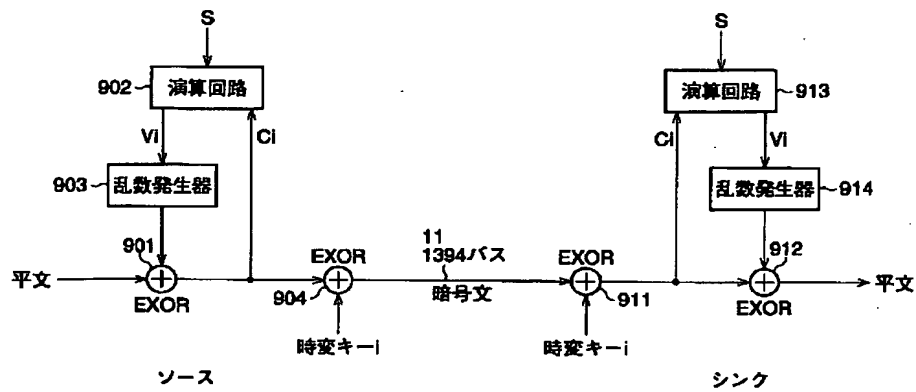 S
S
902
演算回路
演算回路
913
Vi
Ci
Ci
Vi
903
乱数発生器
乱数発生器
914
901
EXOR
11
1394バス
EXOR
912
平文
EXOR
904
暗号文
911
EXOR
平文
時変キーi
時変キーi
ソース
シンク